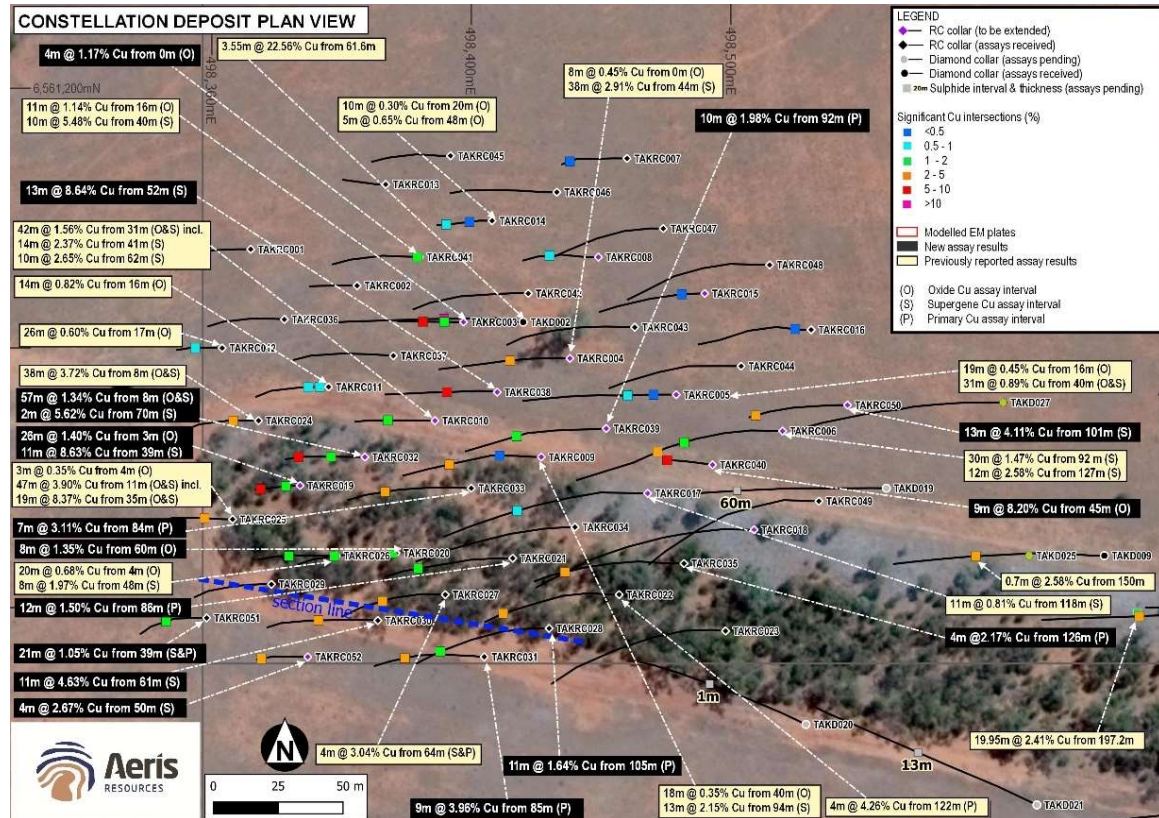 CONSTELLATION DEPOSIT PLAN VIEW
4m @ 1.17% Cu from 0m (O)
3.55m @ 22.56% Cu from 61.6m
498,300mE
498,400mE
498,500mE
6,561,200mN
8m @ 0.45% Cu from 0m (O)
38m @ 2.91% Cu from 44m (S)
11m @ 1.14% Cu from 16m (O)
10m @ 5.48% Cu from 40m (S)
10m @ 0.30% Cu from 20m (O)
5m @ 0.65% Cu from 48m (O)
10m @ 1.98% Cu from 92m (P)
13m @ 8.64% Cu from 52m (S)
42m @ 1.56% Cu from 31m (O&S) incl.
14m @ 2.37% Cu from 41m (S)
10m @ 2.65% Cu from 62m (S)
14m @ 0.82% Cu from 16m (O)
26m @ 0.60% Cu from 17m (O)
38m @ 3.72% Cu from 8m (O&S)
57m @ 1.34% Cu from 8m (O&S)
2m @ 5.62% Cu from 70m (S)
26m @ 1.40% Cu from 3m (O)
11m @ 8.63% Cu from 39m (S)
3m @ 0.35% Cu from 4m (O)
47m @ 3.90% Cu from 11m (O&S) incl.
19m @ 8.37% Cu from 35m (O&S)
7m @ 3.11% Cu from 84m (P)
8m @ 1.35% Cu from 60m (O)
20m @ 0.68% Cu from 4m (O)
8m @ 1.97% Cu from 48m (S)
12m @ 1.50% Cu from 86m (P)
21m @ 1.05% Cu from 39m (S&P)
11m @ 4.63% Cu from 61m (S)
4m @ 2.67% Cu from 50m (S)
LEGEND
RC collar (to be extended)
RC collar (assays received)
Diamond collar (assays pending)
Diamond collar (assays received)
20m Sulphide interval & thickness (assays pending)
Significant Cu intersections (%)
<0.5
0.5 - 1
1 - 2
2 - 5
5 - 10
>10
Modelled EM plates
New assay results
Previously reported assay results
(O) Oxide Cu assay interval
(S) Supergene Cu assay interval
(P) Primary Cu assay interval
TAKRC045
TAKRC007
TAKRC013
TAKRC046
TAKRC014
TAKRC047
TAKRC001
TAKRC041
TAKRC008
TAKRC048
TAKRC002
TAKRC042
TAKRC015
TAKRC036
TAKRC003
TAKD002
TAKRC043
TAKRC016
TAKRC012
TAKRC037
TAKRC004
TAKRC044
TAKRC011
TAKRC038
TAKRC005
TAKRC050
TAKD027
TAKRC024
TAKRC010
TAKRC039
TAKRC006
TAKRC032
TAKRC009
TAKRC040
TAKRC019
TAKRC033
TAKRC017
60m
TAKD019
TAKRC049
TAKRC025
TAKRC034
TAKRC018
TAKRC026
TAKRC020
TAKRC021
TAKRC035
TAKD025
TAKD009
TAKRC029
TAKRC027
TAKRC022
section line
TAKRC051
TAKRC030
TAKRC028
TAKRC023
TAKRC052
TAKRC031
1m
TAKD020
13m
TAKD021
19m @ 0.45% Cu from 16m (O)
31m @ 0.89% Cu from 40m (O&S)
13m @ 4.11% Cu from 101m (S)
30m @ 1.47% Cu from 92 m (S)
12m @ 2.58% Cu from 127m (S)
9m @ 8.20% Cu from 45m (O)
0.7m @ 2.58% Cu from 150m
11m @ 0.81% Cu from 118m (S)
4m @2.17% Cu from 126m (P)
19.95m @ 2.41% Cu from 197.2m
4m @ 3.04% Cu from 64m (S&P)
11m @ 1.64% Cu from 105m (P)
9m @ 3.96% Cu from 85m (P)
18m @ 0.35% Cu from 40m (O)
13m @ 2.15% Cu from 94m (S)
4m @ 4.26% Cu from 122m (P)
Aeris
RESOURCES
N
0 25 50 m